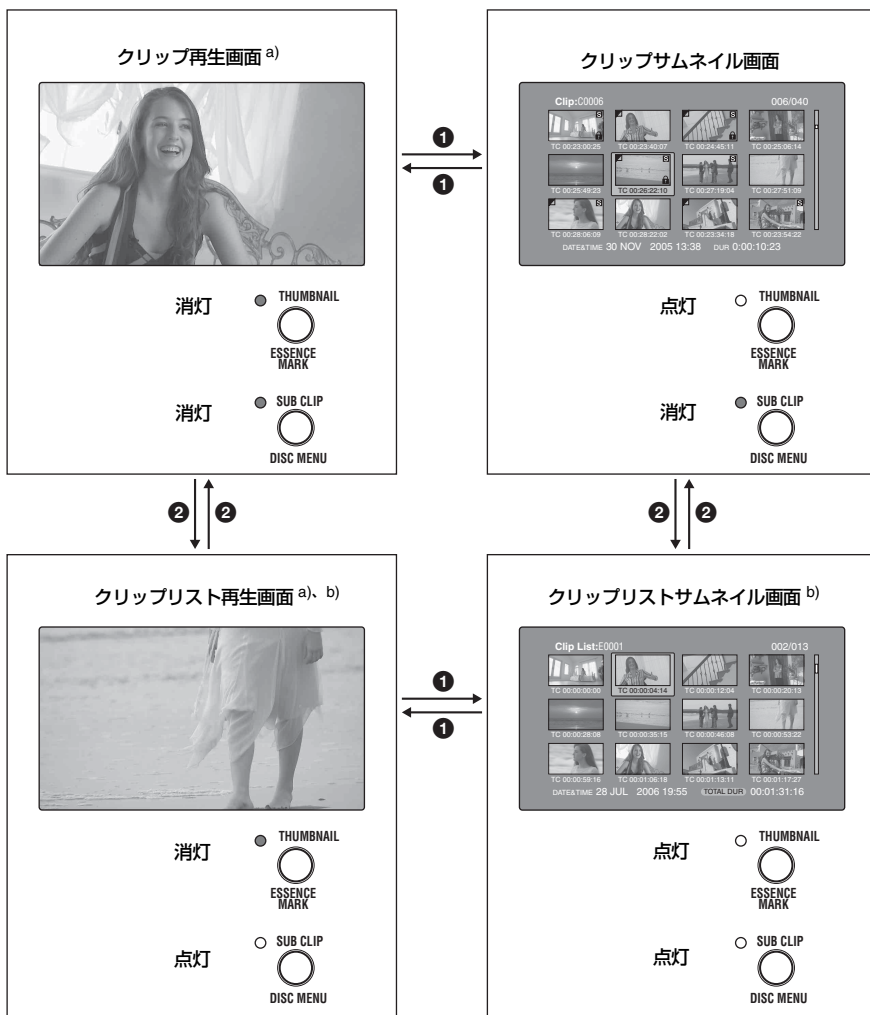 クリップ再生画面 a)
消灯
THUMBNAIL
ESSENCE
MARK
消灯
SUB CLIP
DISC MENU
❶
❶
クリップサムネイル画面
Clip:C0006 006/040
TC 00:23:00:25 TC 00:23:40:07 TC 00:24:45:11 TC 00:25:06:14
TC 00:25:49:23 TC 00:26:22:10 TC 00:27:19:04 TC 00:27:51:09
TC 00:28:06:09 TC 00:28:22:02 TC 00:23:34:18 TC 00:23:54:22
DATE&TIME 30 NOV 2005 13:38 DUR 0:00:10:23
点灯
THUMBNAIL
ESSENCE
MARK
消灯
SUB CLIP
DISC MENU
❷ ❷
❷ ❷
クリップリスト再生画面 a)、b)
消灯
THUMBNAIL
ESSENCE
MARK
点灯
SUB CLIP
DISC MENU
❶
❶
クリップリストサムネイル画面 b)
Clip List:E0001 002/013
TC 00:00:00:00 TC 00:00:04:14 TC 00:00:12:04 TC 00:00:20:13
TC 00:00:28:08 TC 00:00:35:15 TC 00:00:46:08 TC 00:00:53:22
TC 00:00:59:16 TC 00:01:06:18 TC 00:01:13:11 TC 00:01:17:27
DATE&TIME 28 JUL 2006 19:55 TOTAL DUR 00:01:31:16
点灯
THUMBNAIL
ESSENCE
MARK
点灯
SUB CLIP
DISC MENU